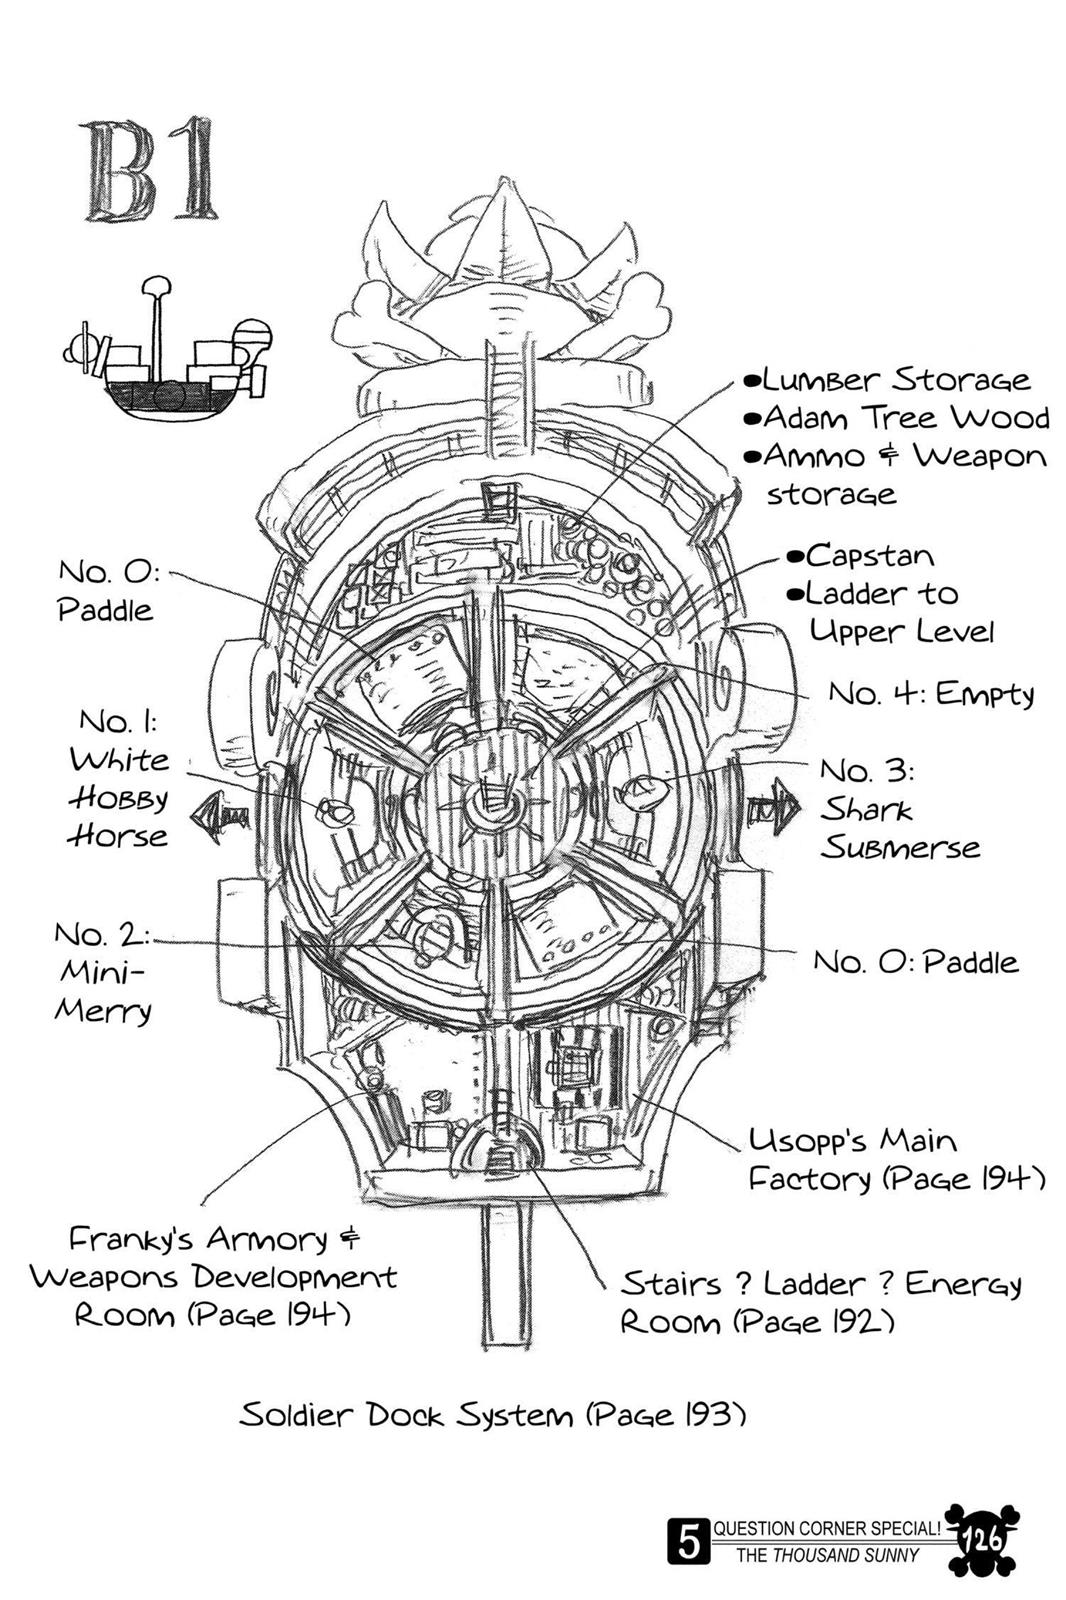 B1
•Lumber Storage
•Adam Tree Wood
•Ammo & Weapon
storage
No. 0:
Paddle
•Capstan
•Ladder to
Upper Level
No. 4: Empty
No. 1:
White
Hobby
Horse
No. 3:
Shark
Submerse
No. 2:
Mini-
Merry
No. 0: Paddle
Usopp's Main
Factory (Page 194)
Franky's Armory &
Weapons Development
Room (Page 194)
Stairs ? Ladder ? Energy
Room (Page 192)
Soldier Dock System (Page 193)
5 QUESTION CORNER SPECIAL!
THE THOUSAND SUNNY
126